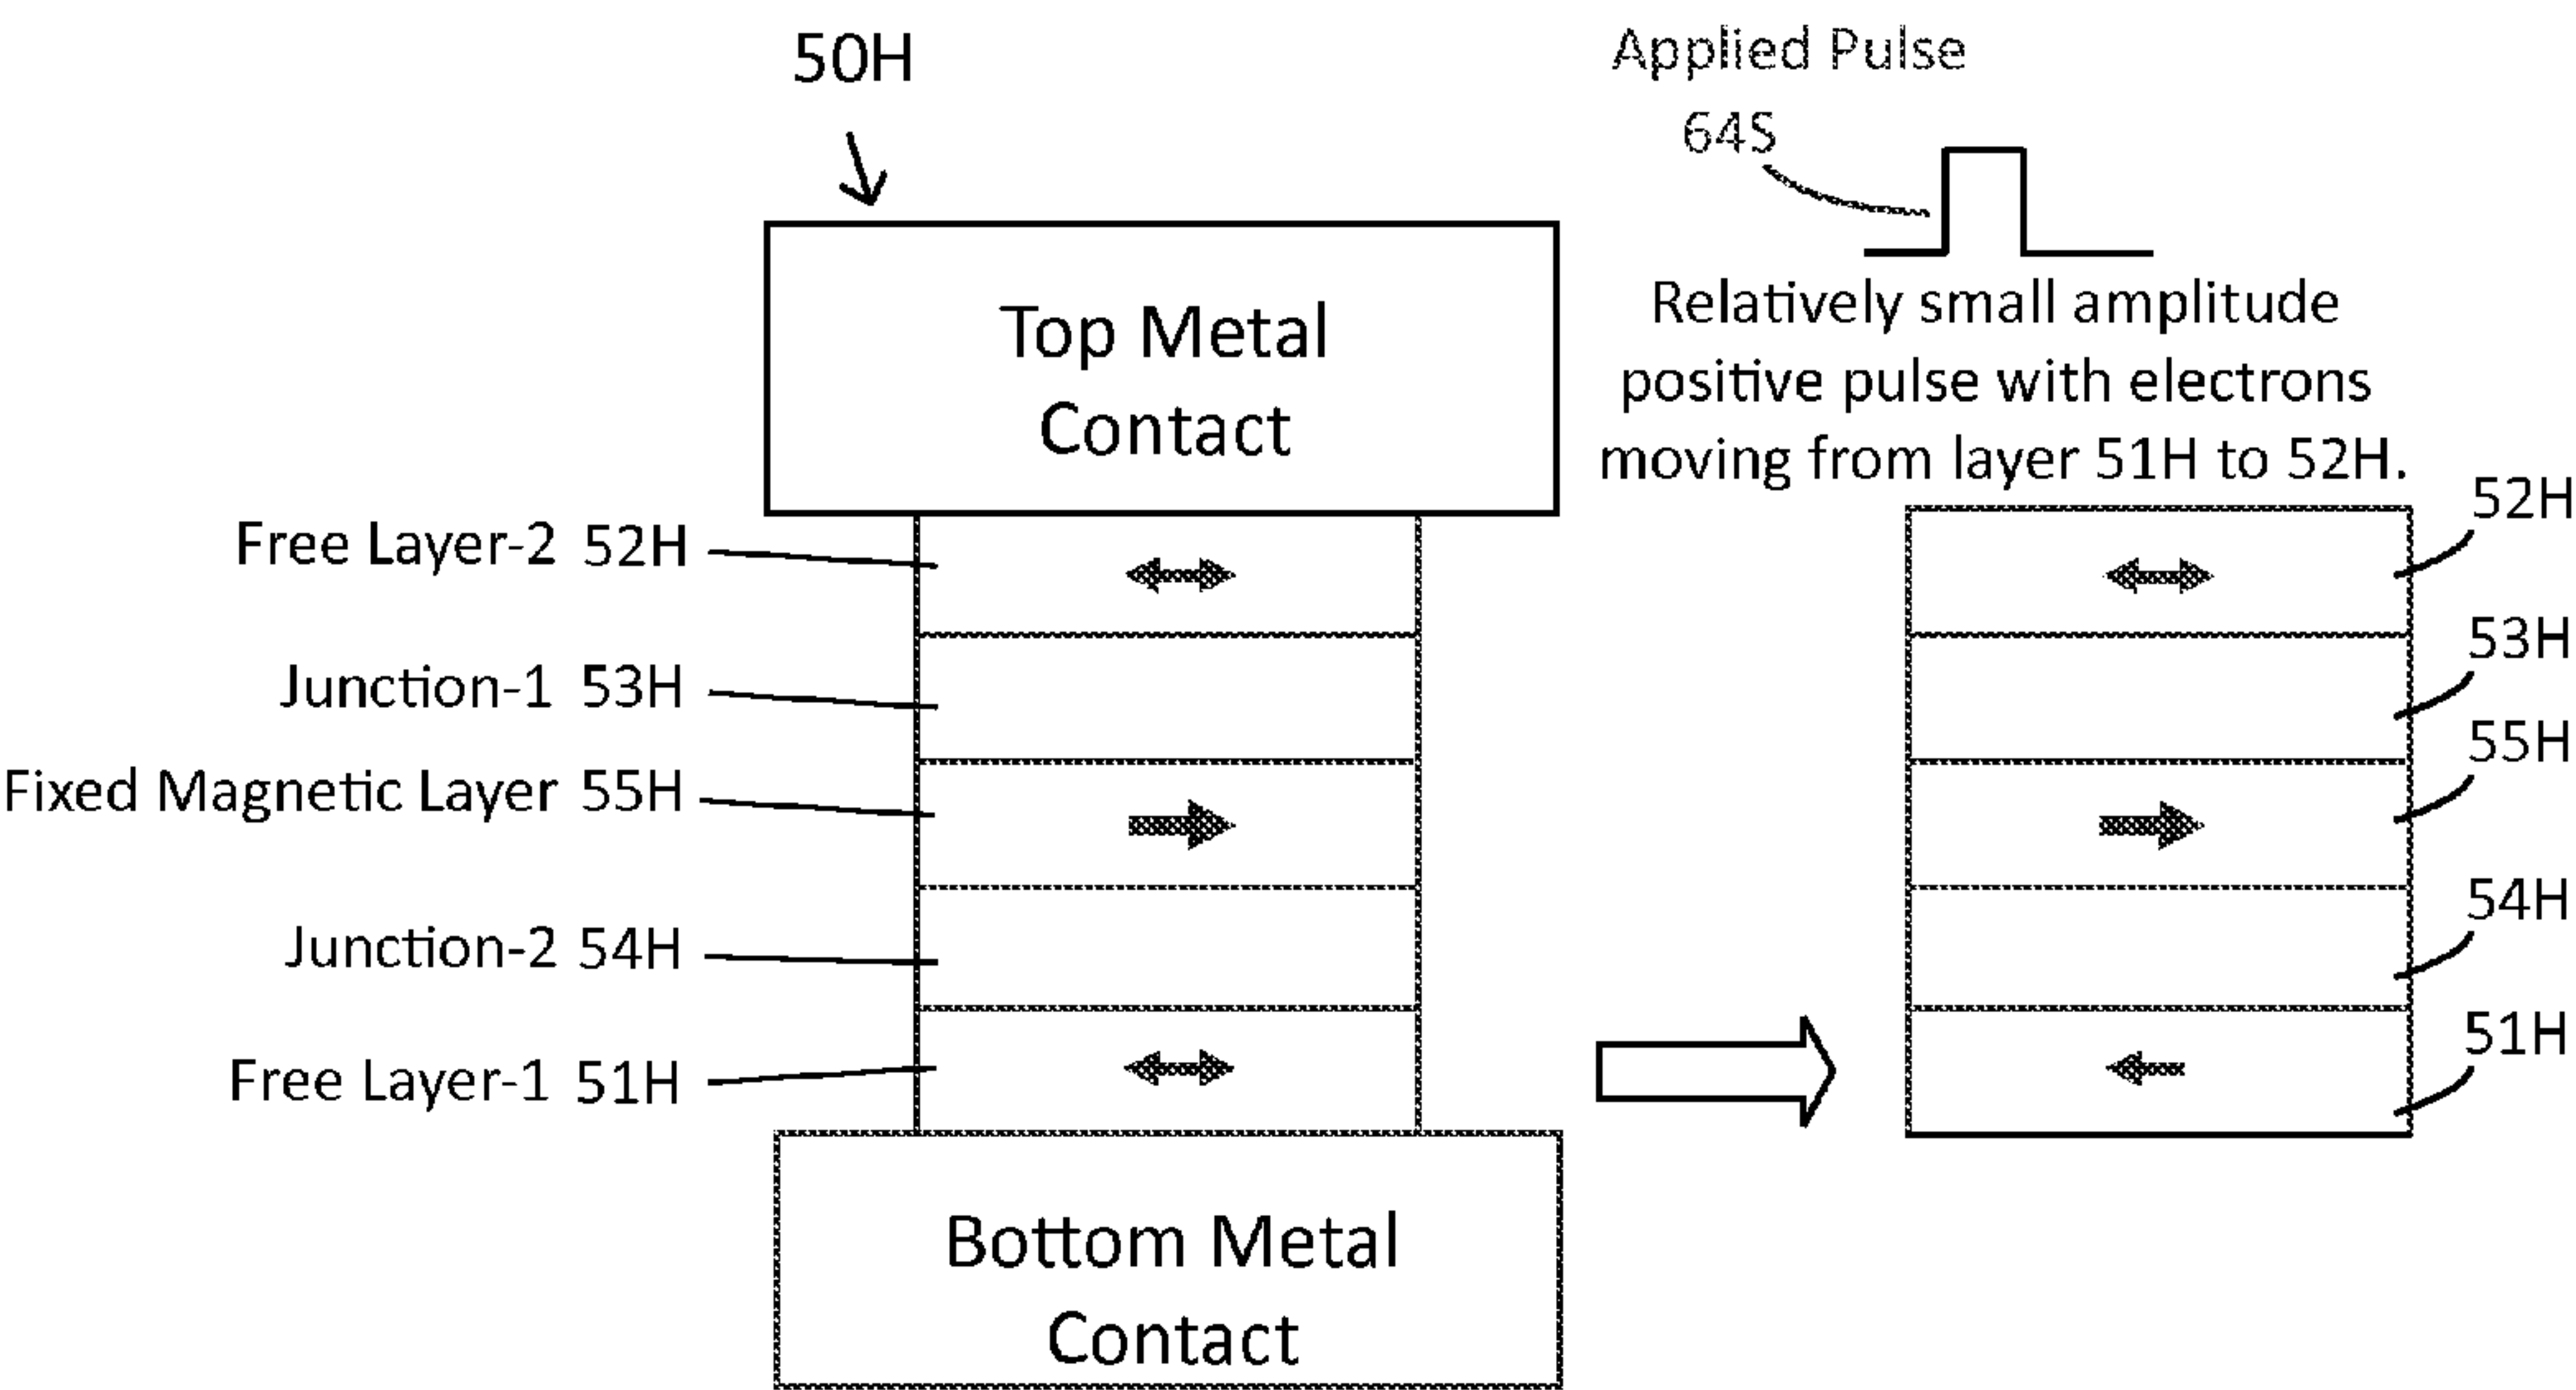 50H
Applied Pulse
64S
Relatively small amplitude
positive pulse with electrons
moving from layer 51H to 52H.
Top Metal
Contact
Free Layer-2 52H
Junction-1 53H
Fixed Magnetic Layer 55H
Junction-2 54H
Free Layer-1 51H
Bottom Metal
Contact
52H
53H
55H
54H
51H